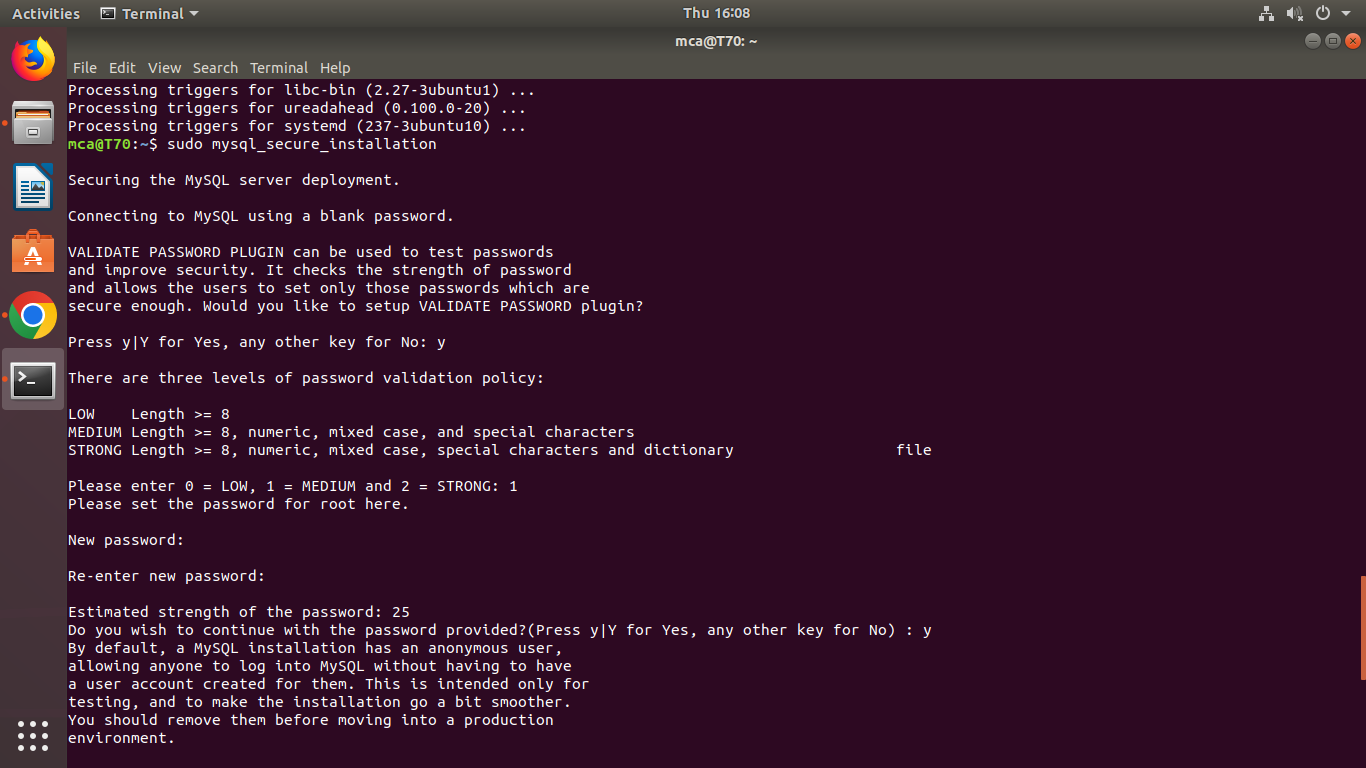 Activities Terminal Thu 16:08
mca@T70: ~
File Edit View Search Terminal Help
Processing triggers for libc-bin (2.27-3ubuntu1) ...
Processing triggers for ureadahead (0.100.0-20) ...
Processing triggers for systemd (237-3ubuntu10) ...
mca@T70:~$ sudo mysql_secure_installation
Securing the MySQL server deployment.
Connecting to MySQL using a blank password.
VALIDATE PASSWORD PLUGIN can be used to test passwords
and improve security. It checks the strength of password
and allows the users to set only those passwords which are
secure enough. Would you like to setup VALIDATE PASSWORD plugin?
Press y|Y for Yes, any other key for No: y
There are three levels of password validation policy:
LOW    Length >= 8
MEDIUM Length >= 8, numeric, mixed case, and special characters
STRONG Length >= 8, numeric, mixed case, special characters and dictionary                  file
Please enter 0 = LOW, 1 = MEDIUM and 2 = STRONG: 1
Please set the password for root here.
New password:
Re-enter new password:
Estimated strength of the password: 25
Do you wish to continue with the password provided?(Press y|Y for Yes, any other key for No) : y
By default, a MySQL installation has an anonymous user,
allowing anyone to log into MySQL without having to have
a user account created for them. This is intended only for
testing, and to make the installation go a bit smoother.
You should remove them before moving into a production
environment.